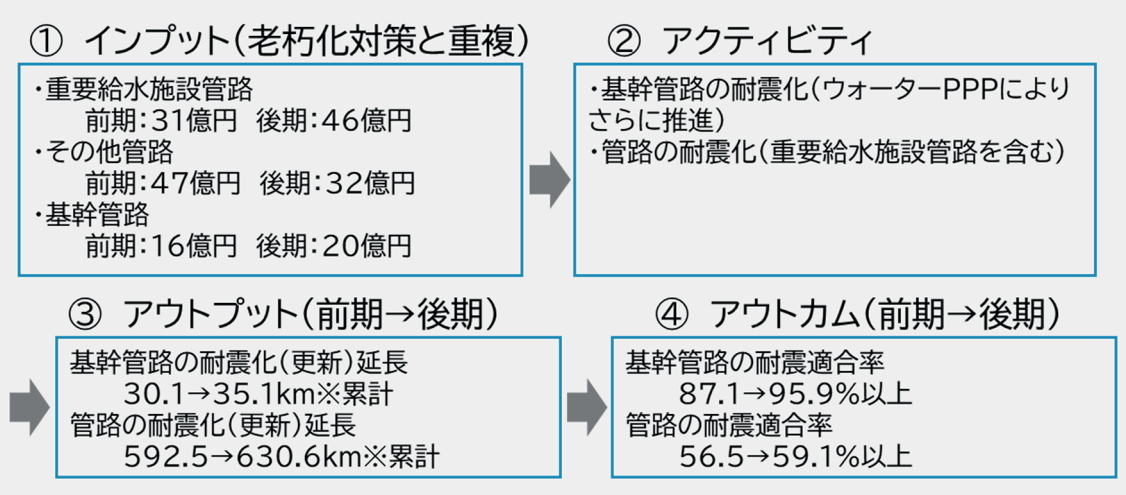 ① インプット(老朽化対策と重複)
・重要給水施設管路
前期:31億円 後期:46億円
・その他管路
前期:47億円 後期:32億円
・基幹管路
前期:16億円 後期:20億円
② アクティビティ
・基幹管路の耐震化(ウォーターPPPにより
さらに推進)
・管路の耐震化(重要給水施設管路を含む)
③ アウトプット(前期→後期)
基幹管路の耐震化(更新)延長
30.1→35.1km※累計
管路の耐震化(更新)延長
592.5→630.6km※累計
④ アウトカム(前期→後期)
基幹管路の耐震適合率
87.1→95.9%以上
管路の耐震適合率
56.5→59.1%以上